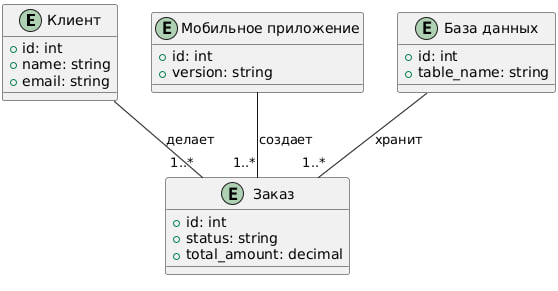 E Клиент
id: int
name: string
email: string
E Мобильное приложение
id: int
version: string
E База данных
id: int
table_name: string
делает
создает
хранит
1..*
1..*
1..*
E Заказ
id: int
status: string
total_amount: decimal